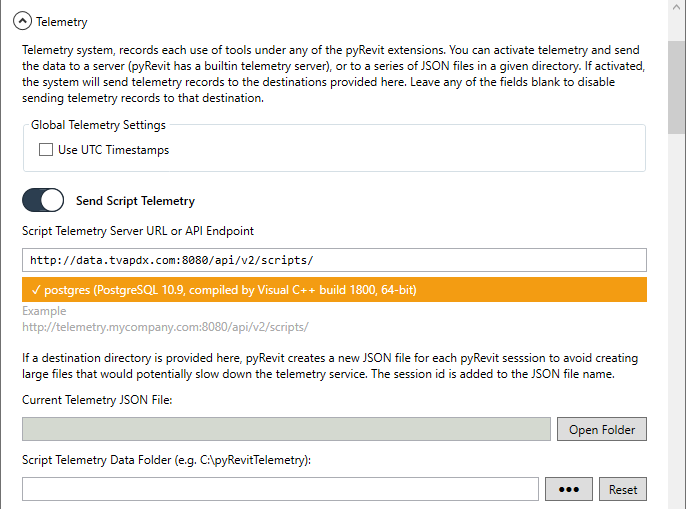 Telemetry
Telemetry system, records each use of tools under any of the pyRevit extensions. You can activate telemetry and send
the data to a server (pyRevit has a builtin telemetry server), or to a series of JSON files in a given directory. If activated,
the system will send telemetry records to the destinations provided here. Leave any of the fields blank to disable
sending telemetry records to that destination.
Global Telemetry Settings
Use UTC Timestamps
Send Script Telemetry
Script Telemetry Server URL or API Endpoint
http://data.tvapdx.com:8080/api/v2/scripts/
✓ postgres (PostgreSQL 10.9, compiled by Visual C++ build 1800, 64-bit)
Example
http://telemetry.mycompany.com:8080/api/v2/scripts/
If a destination directory is provided here, pyRevit creates a new JSON file for each pyRevit sesssion to avoid creating
large files that would potentially slow down the telemetry service. The session id is added to the JSON file name.
Current Telemetry JSON File:
Open Folder
Script Telemetry Data Folder (e.g. C:\pyRevitTelemetry):
●●● Reset